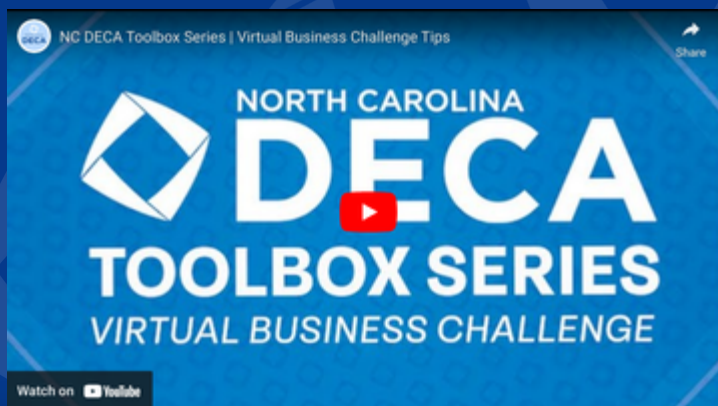 DECA
NC DECA Toolbox Series | Virtual Business Challenge Tips
Share
NORTH CAROLINA
DECA
TOOLBOX SERIES
VIRTUAL BUSINESS CHALLENGE
Watch on YouTube